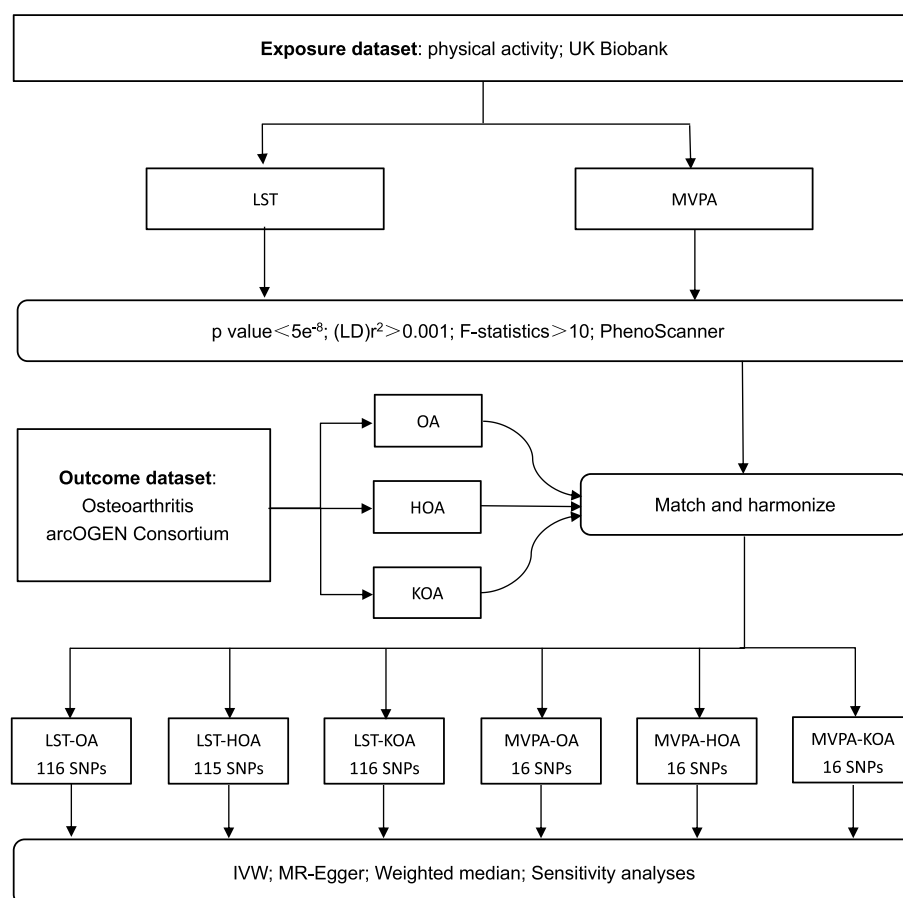 Exposure dataset: physical activity; UK Biobank
LST
MVPA
p value＜5e⁻⁸; (LD)r²＞0.001; F-statistics＞10; PhenoScanner
Outcome dataset:
Osteoarthritis
arcOGEN Consortium
OA
HOA
KOA
Match and harmonize
LST-OA
116 SNPs
LST-HOA
115 SNPs
LST-KOA
116 SNPs
MVPA-OA
16 SNPs
MVPA-HOA
16 SNPs
MVPA-KOA
16 SNPs
IVW; MR-Egger; Weighted median; Sensitivity analyses